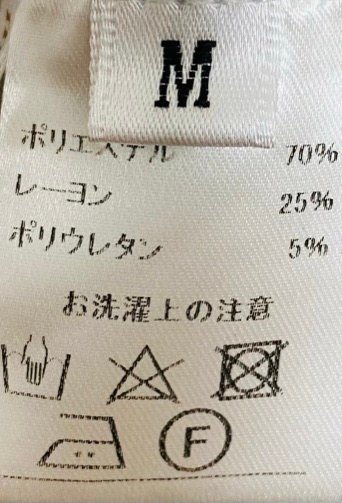 M
ポリエステル 70%
レーヨン 25%
ポリウレタン 5%
お洗濯上の注意
F